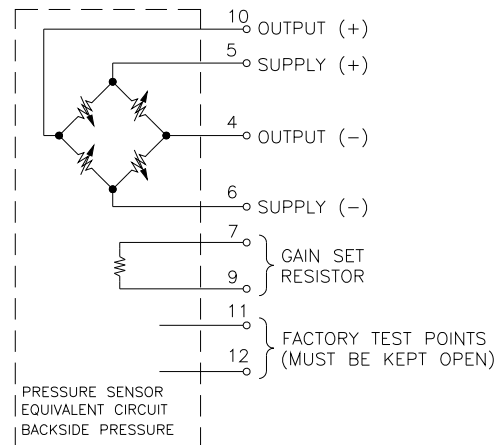 10
OUTPUT (+)
5
SUPPLY (+)
4
OUTPUT (-)
6
SUPPLY (-)
7
GAIN SET
RESISTOR
9
11
FACTORY TEST POINTS
(MUST BE KEPT OPEN)
12
PRESSURE SENSOR
EQUIVALENT CIRCUIT
BACKSIDE PRESSURE